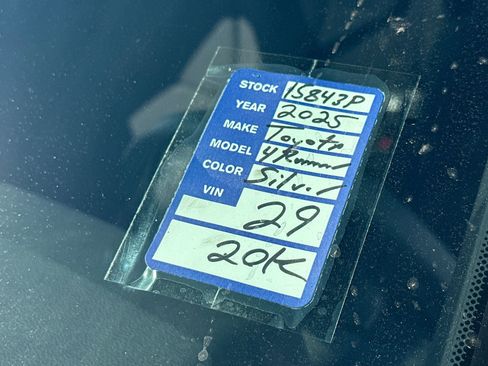 STOCK 15843P
YEAR 2025
MAKE Toyota
MODEL 4Runner
COLOR Silver
VIN
29
20K